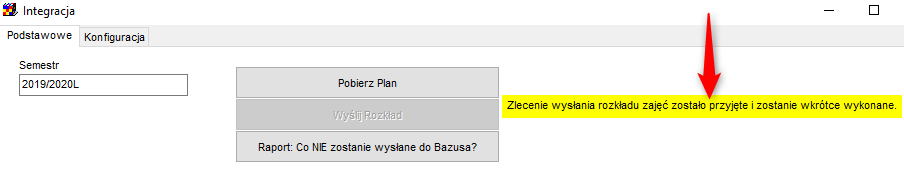 Integracja
Podstawowe Konfiguracja
Semestr
2019/2020L
Pobierz Plan
Wyślij Rozkład
Zlecenie wysłania rozkładu zajęć zostało przyjęte i zostanie wkrótce wykonane.
Raport: Co NIE zostanie wysłane do Bazusa?